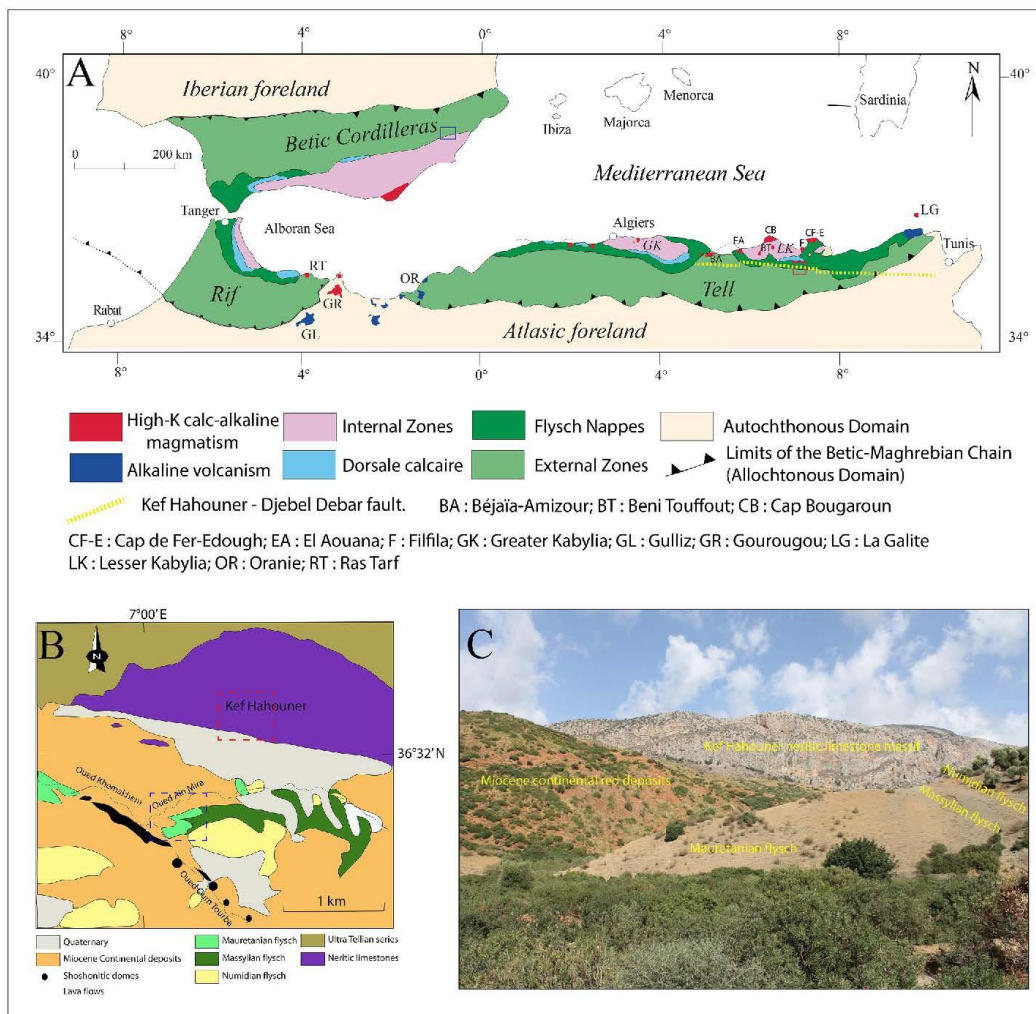 8°
4°
0°
4°
8°
A
40°
40°
N
Iberian foreland
Menorca
Sardinia
Betic Cordilleras
Ibiza
Majorca
0 200 km
Mediterranean Sea
Tanger
Alboran Sea
Algiers
LG
CB
CF-E
EA
F
GK
BT
LK
BA
Tunis
RT
OR
Rif
GR
Tell
Rabat
GL
Atlasic foreland
34°
34°
8°
4°
0°
4°
8°
High-K calc-alkaline
magmatism
Internal Zones
Flysch Nappes
Autochthonous Domain
Alkaline volcanism
Dorsale calcaire
External Zones
Limits of the Betic-Maghrebian Chain
(Allochtonous Domain)
Kef Hahouner - Djebel Debar fault.
BA : Béjaïa-Amizour; BT : Beni Touffout; CB : Cap Bougaroun
CF-E : Cap de Fer-Edough; EA : El Aouana; F : Filfila; GK : Greater Kabylia; GL : Gulliz; GR : Gourougou; LG : La Galite
LK : Lesser Kabylia; OR : Oranie; RT : Ras Tarf
7°00' E
B
N
Kef Hahouner
36°32' N
Oued Khomakhem
Oued Ain Mira
Oued Oum Tourba
1 km
Quaternary
Mauretanian flysch
Ultra Tellian series
Miocene Continental deposits
Massylian flysch
Neritic limestones
Shoshonitic domes
Numidian flysch
Lava flows
C
Kef Hahouner neritic limestone massif
Miocene continental red deposits
Numidian flysch
Massylian flysch
Mauretanian flysch